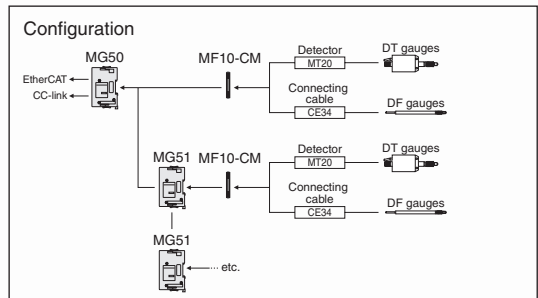 Configuration
MG50
MF10-CM
Detector
MT20
DT gauges
EtherCAT
CC-link
Connecting
cable
CE34
DF gauges
MG51
MF10-CM
Detector
MT20
DT gauges
Connecting
cable
CE34
DF gauges
MG51
··· etc.